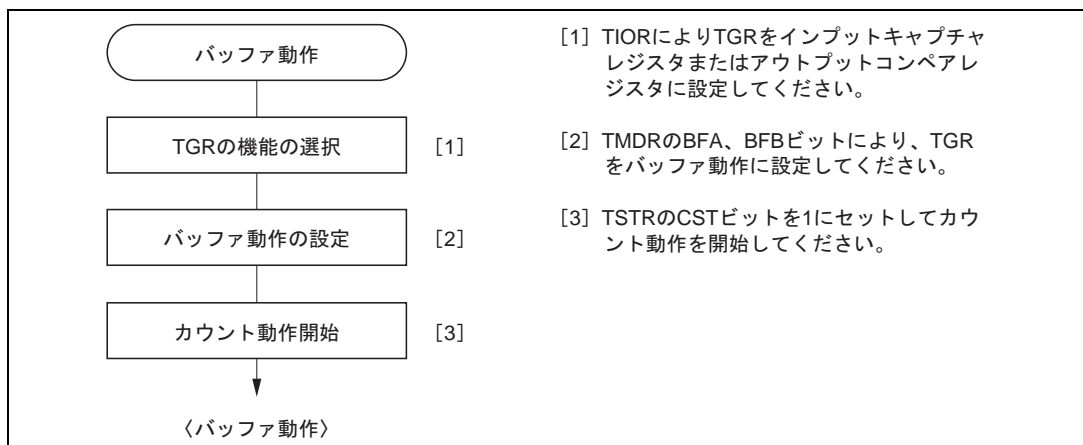 バッファ動作
TGRの機能の選択
［1］
バッファ動作の設定
［2］
カウント動作開始
［3］
〈バッファ動作〉
［1］TIORによりTGRをインプットキャプチャ
レジスタまたはアウトプットコンペアレ
ジスタに設定してください。
［2］TMDRのBFA、BFBビットにより、TGR
をバッファ動作に設定してください。
［3］TSTRのCSTビットを1にセットしてカウ
ント動作を開始してください。